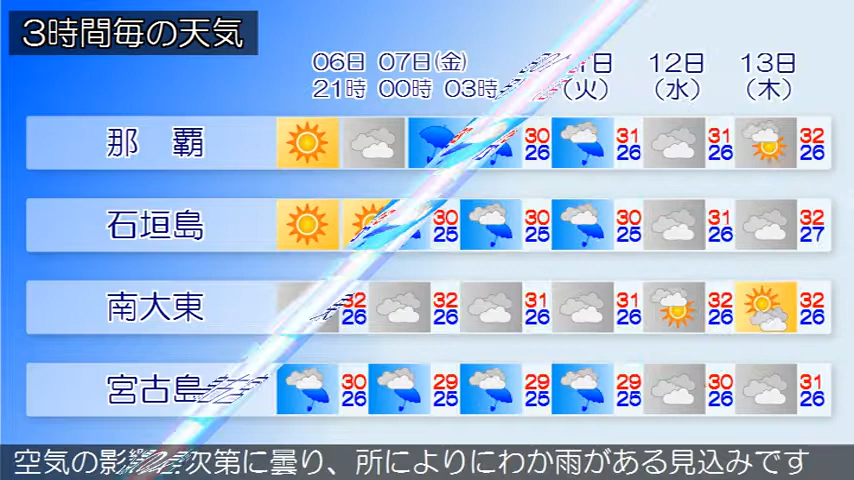 3時間毎の天気
06日 07日(金) 日 12日 13日
21時 00時 03時 (火) (水) (木)
那覇 30 26 31 26 31 26 32 26
石垣島 30 25 30 25 30 25 31 26 32 27
南大東 32 26 32 26 31 26 31 26 32 26 32 26
宮古島 30 26 29 25 29 25 29 25 30 26 31 26
空気の影 次第に曇り、所によりにわか雨がある見込みです